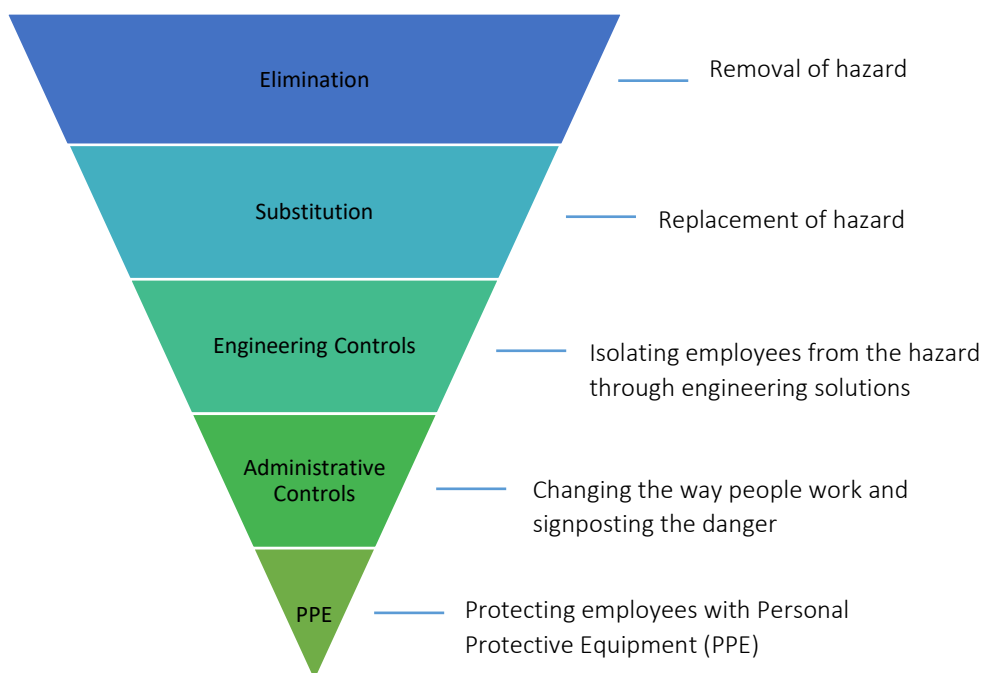 Elimination
Removal of hazard
Substitution
Replacement of hazard
Engineering Controls
Isolating employees from the hazard
through engineering solutions
Administrative
Controls
Changing the way people work and
signposting the danger
PPE
Protecting employees with Personal
Protective Equipment (PPE)